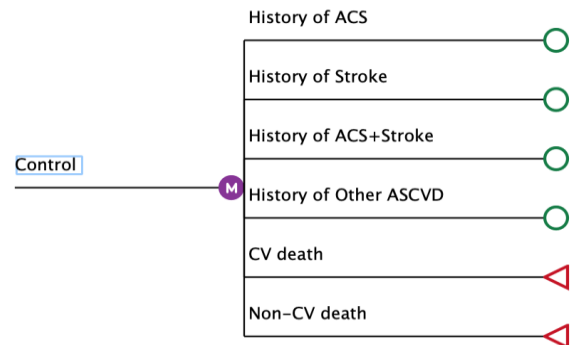 History of ACS
History of Stroke
History of ACS+Stroke
Control
M
History of Other ASCVD
CV death
Non-CV death